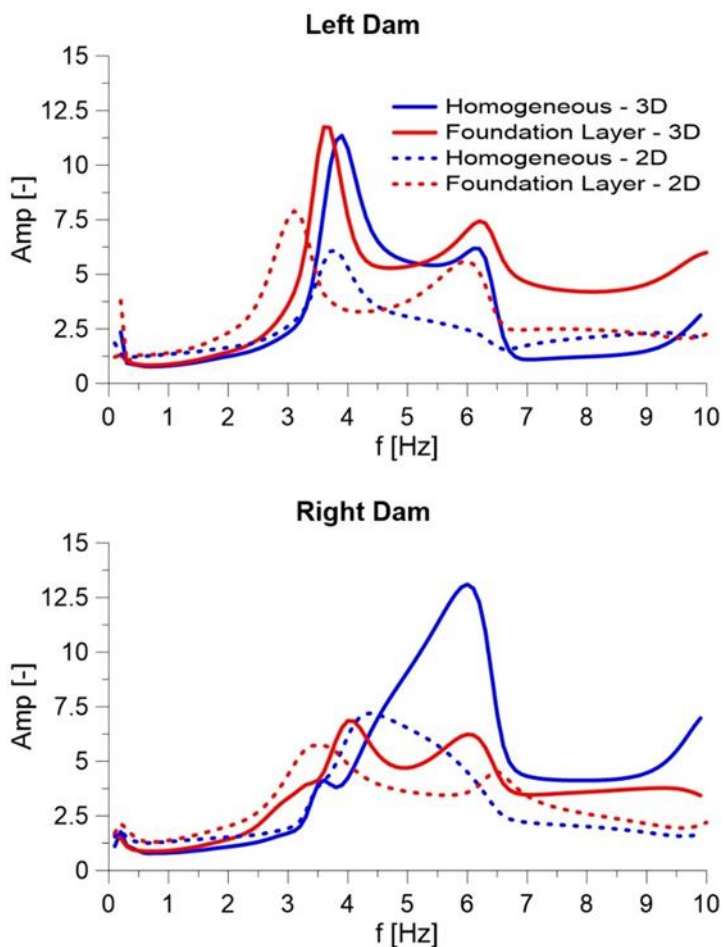 Left Dam
15
12.5
10
7.5
5
2.5
0
Amp [-]
Homogeneous - 3D
Foundation Layer - 3D
Homogeneous - 2D
Foundation Layer - 2D
0 1 2 3 4 5 6 7 8 9 10
f [Hz]
Right Dam
15
12.5
10
7.5
5
2.5
0
Amp [-]
0 1 2 3 4 5 6 7 8 9 10
f [Hz]